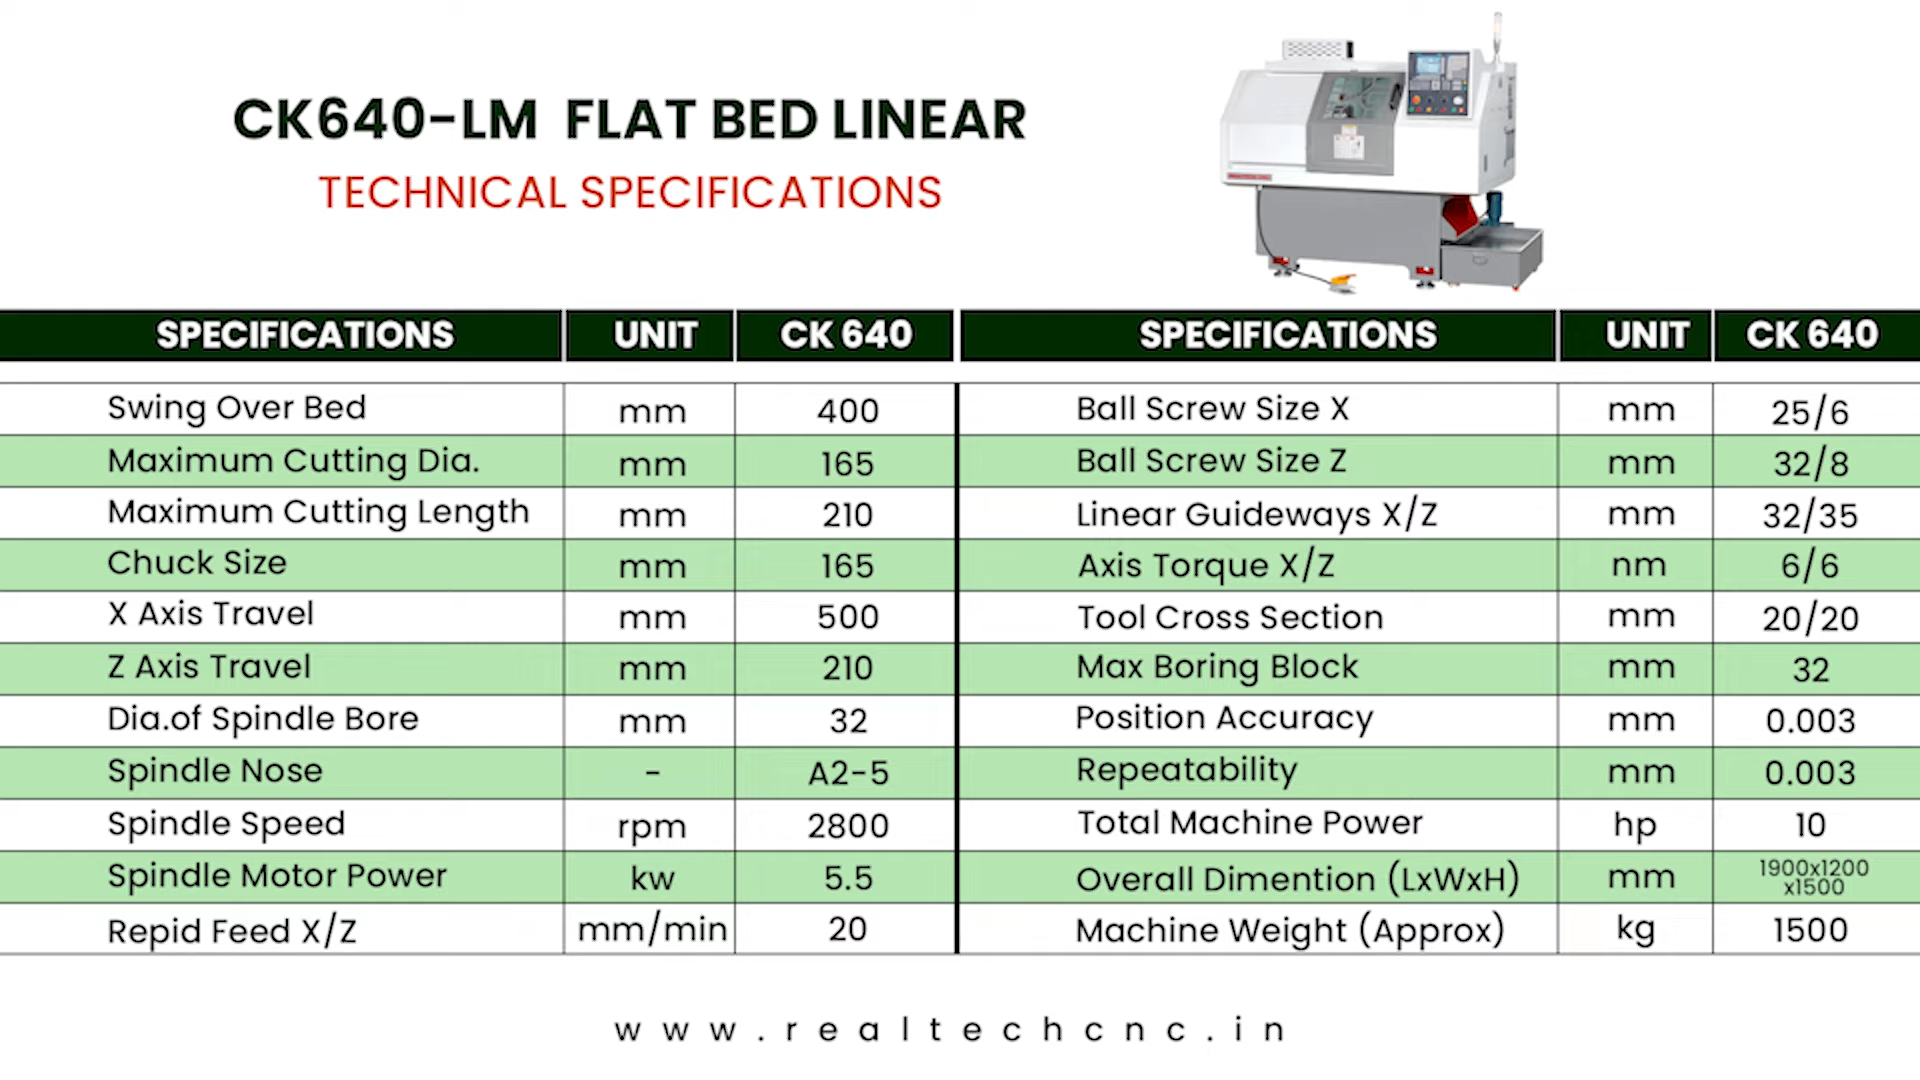 CK640-LM FLAT BED LINEAR
TECHNICAL SPECIFICATIONS
SPECIFICATIONS UNIT CK 640 SPECIFICATIONS UNIT CK 640
Swing Over Bed mm 400 Ball Screw Size X mm 25/6
Maximum Cutting Dia. mm 165 Ball Screw Size Z mm 32/8
Maximum Cutting Length mm 210 Linear Guideways X/Z mm 32/35
Chuck Size mm 165 Axis Torque X/Z nm 6/6
X Axis Travel mm 500 Tool Cross Section mm 20/20
Z Axis Travel mm 210 Max Boring Block mm 32
Dia.of Spindle Bore mm 32 Position Accuracy mm 0.003
Spindle Nose - A2-5 Repeatability mm 0.003
Spindle Speed rpm 2800 Total Machine Power hp 10
Spindle Motor Power kw 5.5 Overall Dimention (LxWxH) mm 1900x1200
x1500
Repid Feed X/Z mm/min 20 Machine Weight (Approx) kg 1500
www.realtechcnc.in